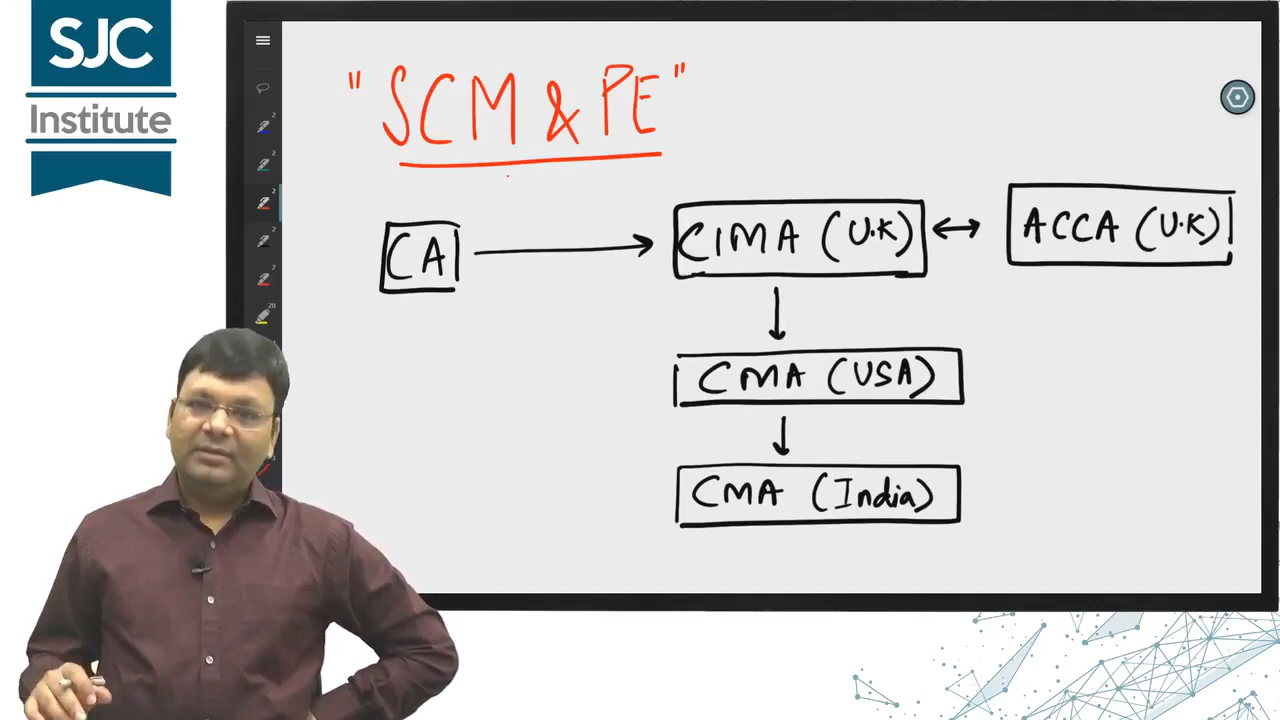 SJC
Institute
"SCM & PE"
CA
CIMA (U.K)
ACCA (U.K)
CMA (USA)
CMA (India)